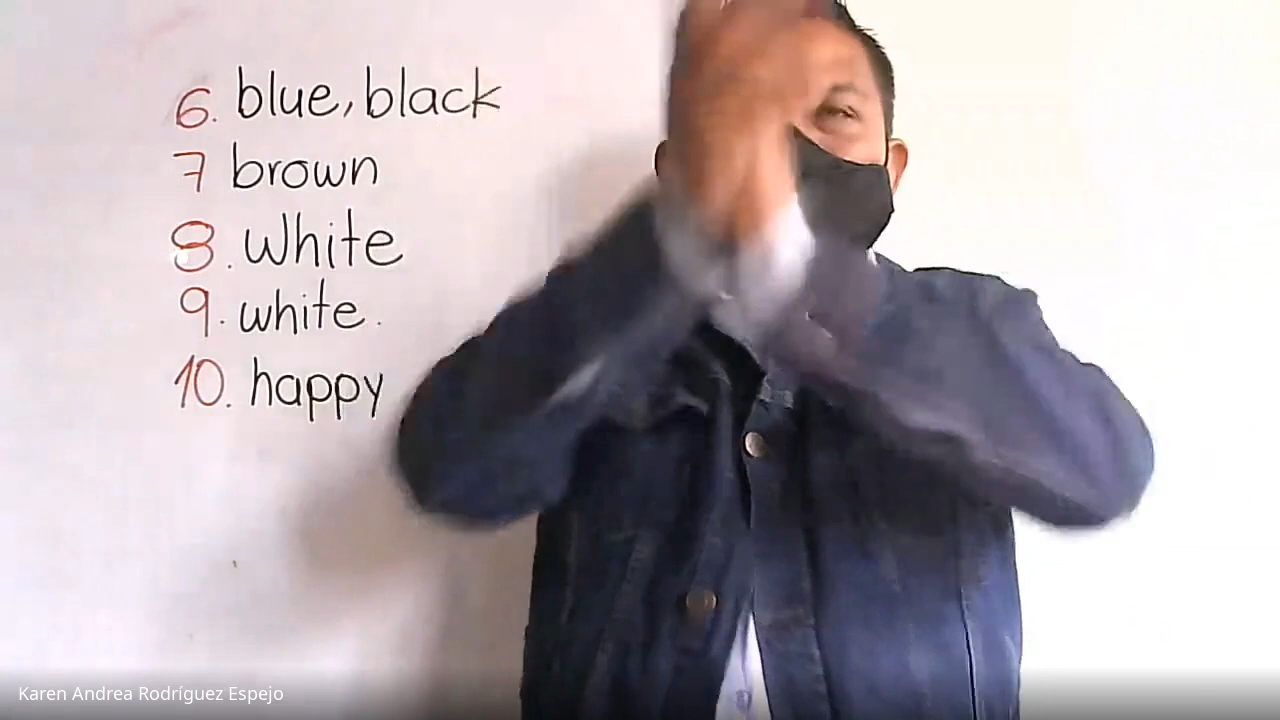 6. blue, black
7 brown
8. white
9. white.
10. happy
Karen Andrea Rodríguez Espejo